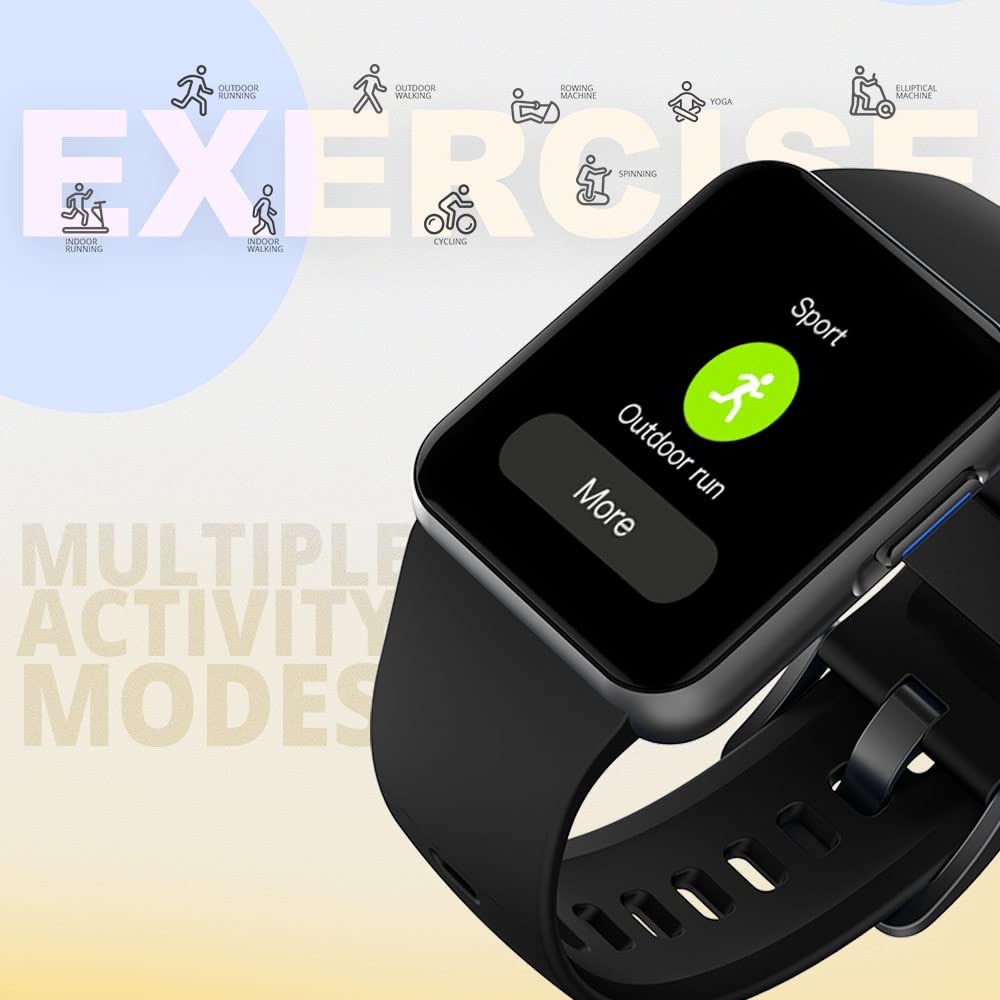 OUTDOOR
RUNNING
OUTDOOR
WALKING
ROWING
MACHINE
YOGA
ELLIPTICAL
MACHINE
EXERCISE
INDOOR
RUNNING
INDOOR
WALKING
CYCLING
SPINNING
Sport
Outdoor run
More
MULTIPLE
ACTIVITY
MODES